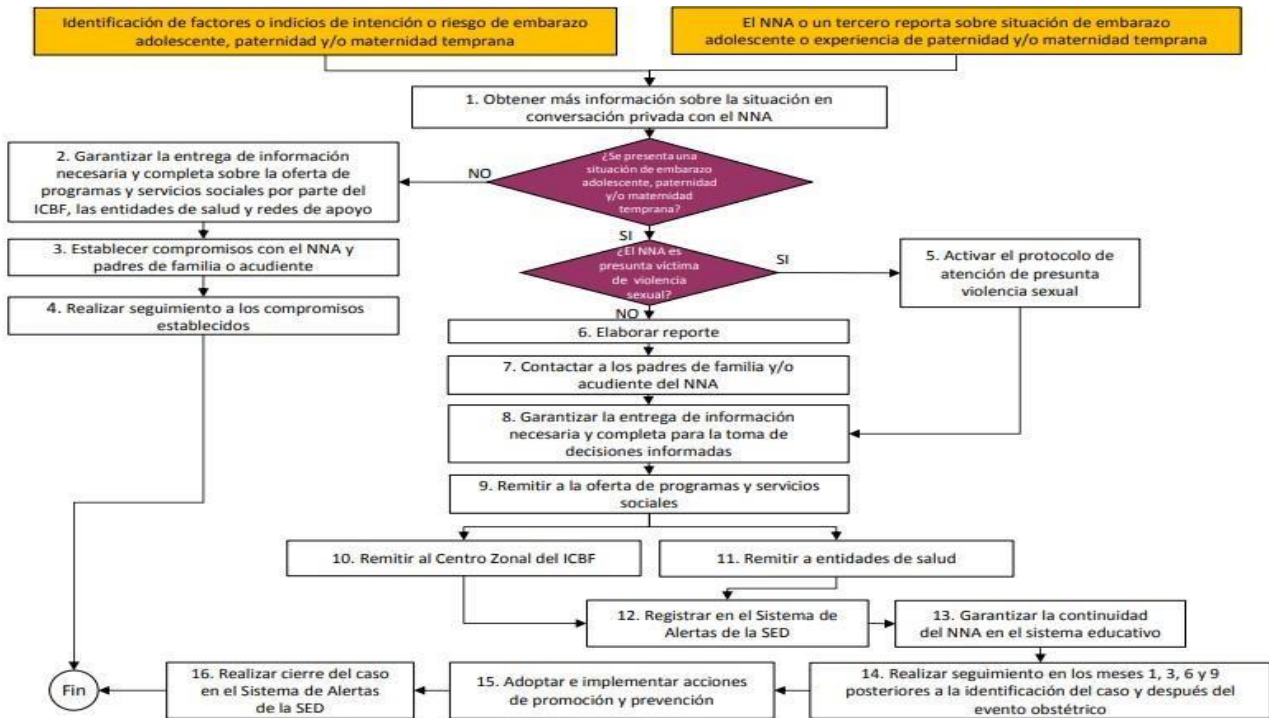 Identificación de factores o indicios de intención o riesgo de embarazo
adolescente, paternidad y/o maternidad temprana
El NNA o un tercero reporta sobre situación de embarazo
adolescente o experiencia de paternidad y/o maternidad temprana
1. Obtener más información sobre la situación en
conversación privada con el NNA
¿Se presenta una
situación de embarazo
adolescente, paternidad
y/o maternidad
temprana?
NO
2. Garantizar la entrega de información
necesaria y completa sobre la oferta de
programas y servicios sociales por parte del
ICBF, las entidades de salud y redes de apoyo
3. Establecer compromisos con el NNA y
padres de familia o acudiente
4. Realizar seguimiento a los compromisos
establecidos
SI
¿El NNA es
presunta víctima
de violencia
sexual?
SI
5. Activar el protocolo de
atención de presunta
violencia sexual
NO
6. Elaborar reporte
7. Contactar a los padres de familia y/o
acudiente del NNA
8. Garantizar la entrega de información
necesaria y completa para la toma de
decisiones informadas
9. Remitir a la oferta de programas y servicios
sociales
10. Remitir al Centro Zonal del ICBF
11. Remitir a entidades de salud
12. Registrar en el Sistema de
Alertas de la SED
13. Garantizar la continuidad
del NNA en el sistema educativo
14. Realizar seguimiento en los meses 1, 3, 6 y 9
posteriores a la identificación del caso y después del
evento obstétrico
15. Adoptar e implementar acciones
de promoción y prevención
16. Realizar cierre del caso
en el Sistema de Alertas
de la SED
Fin